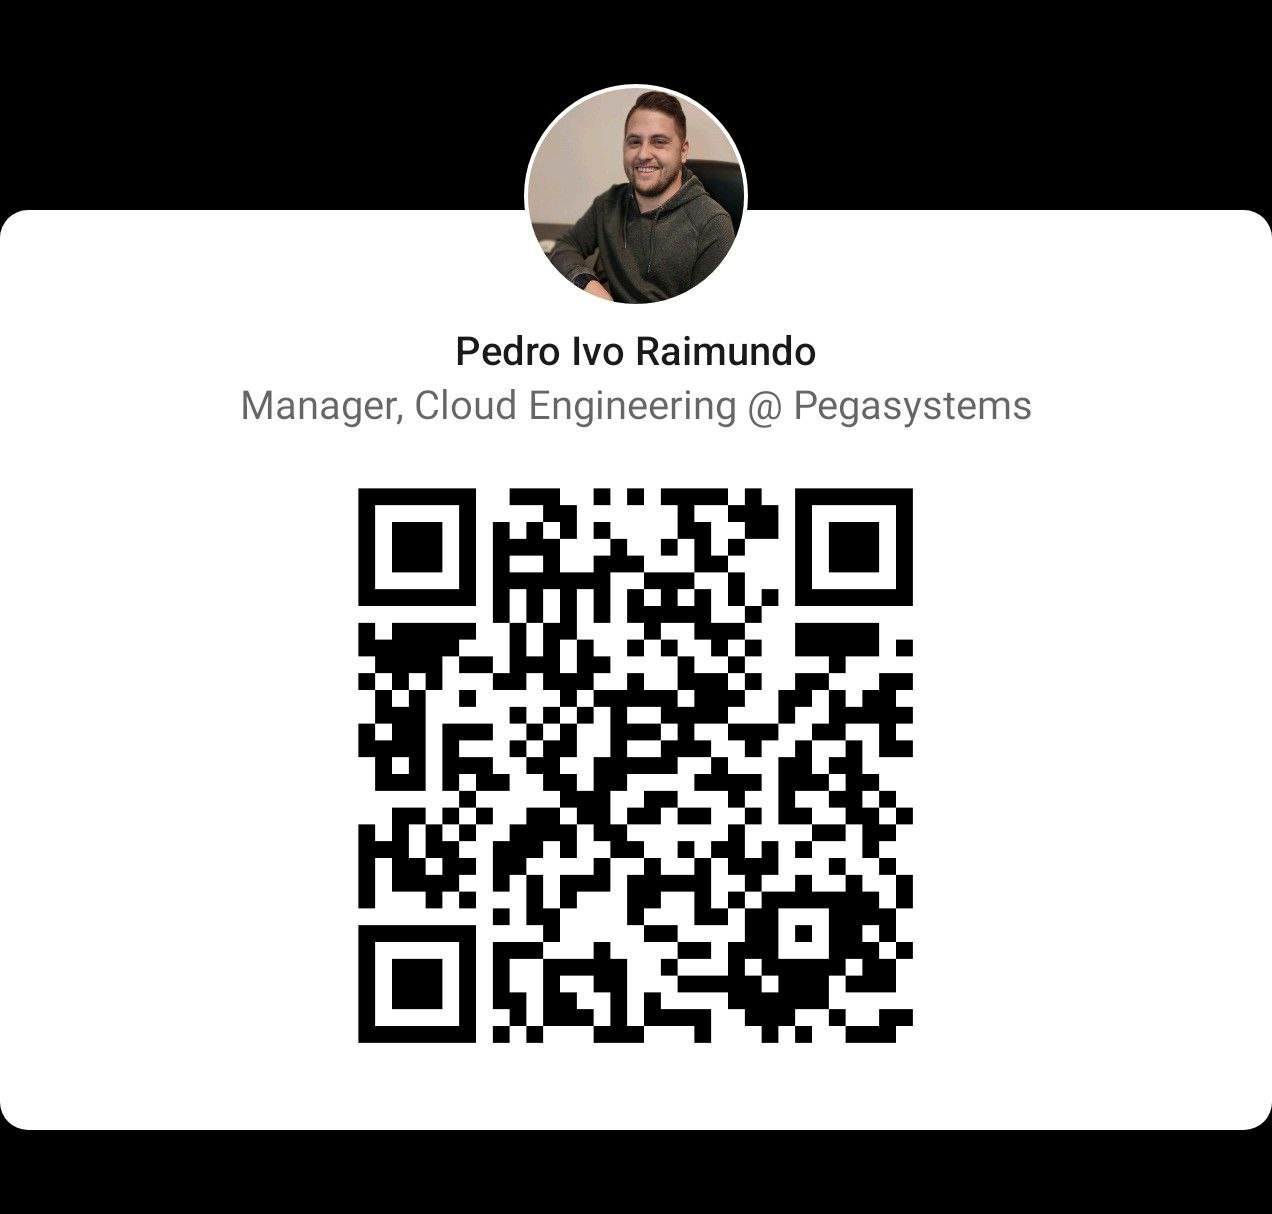 Pedro Ivo Raimundo
Manager, Cloud Engineering @ Pegasystems